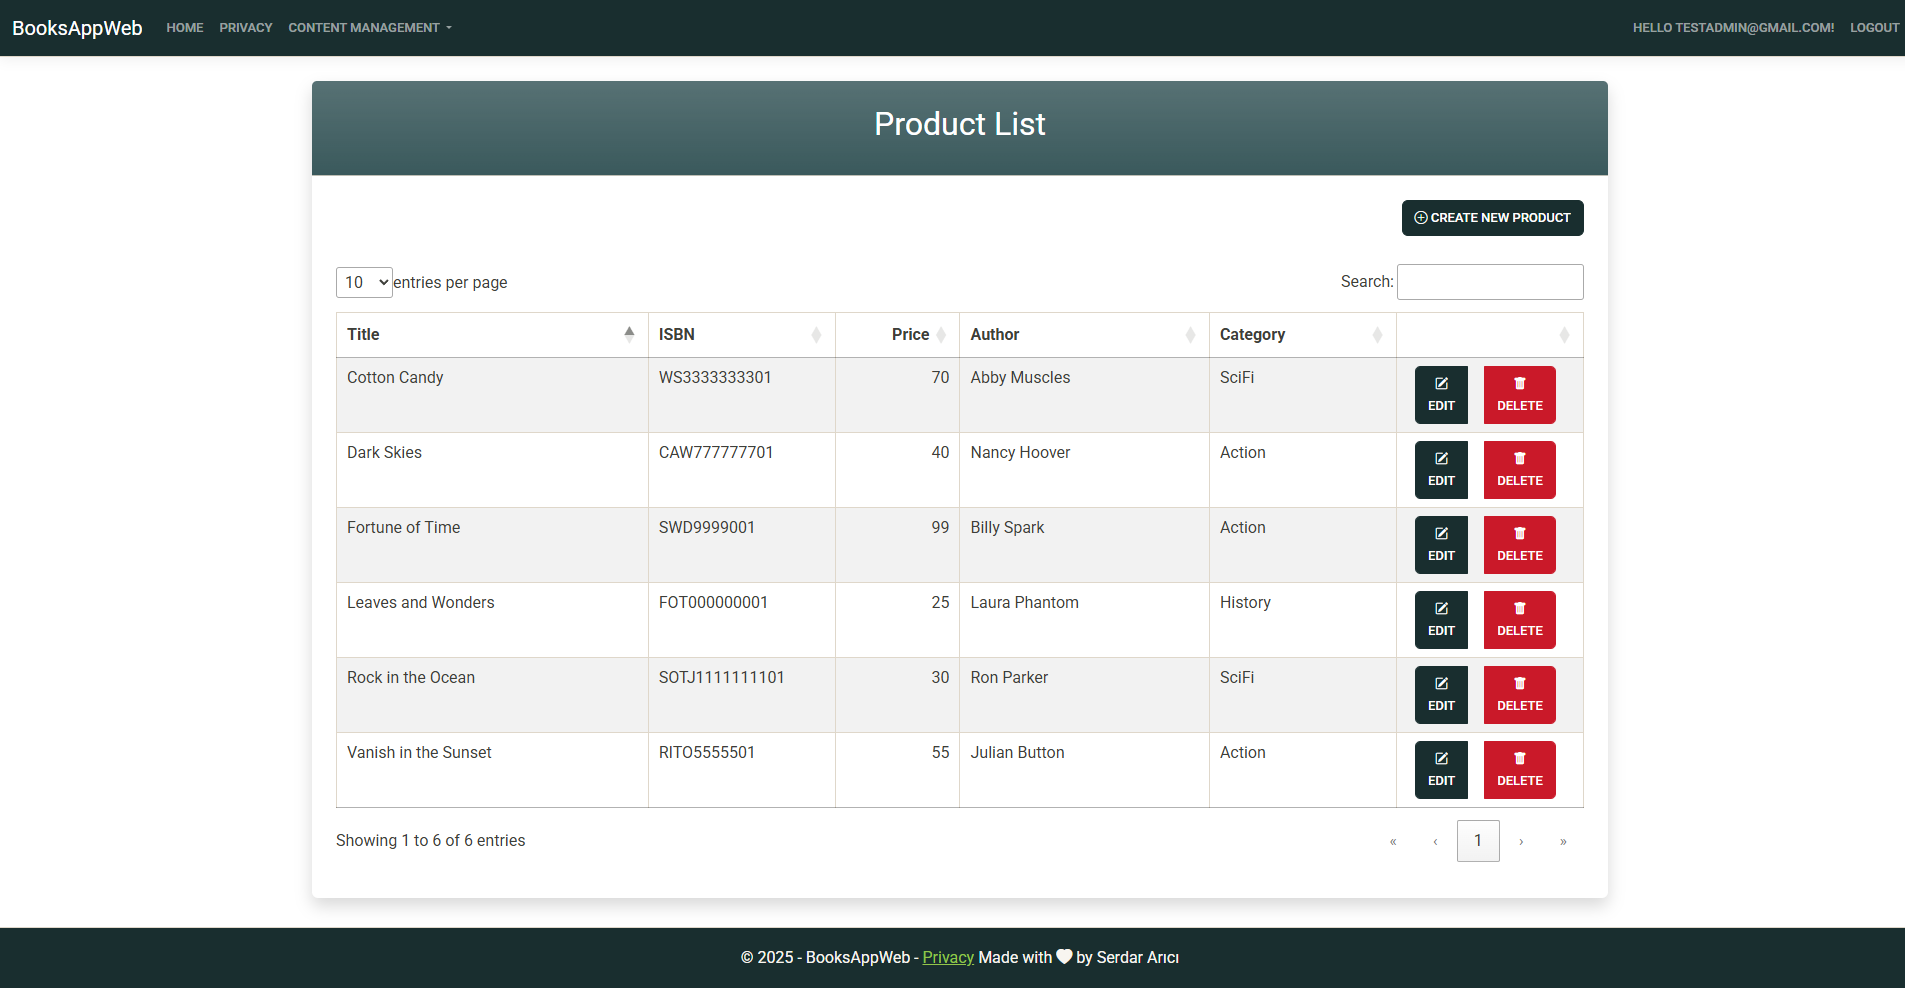 BooksAppWeb HOME PRIVACY CONTENT MANAGEMENT HELLO TESTADMIN@GMAIL.COM! LOGOUT
Product List
CREATE NEW PRODUCT
10 entries per page Search:
Title ISBN Price Author Category
Cotton Candy WS3333333301 70 Abby Muscles SciFi EDIT DELETE
Dark Skies CAW777777701 40 Nancy Hoover Action EDIT DELETE
Fortune of Time SWD9999001 99 Billy Spark Action EDIT DELETE
Leaves and Wonders FOT000000001 25 Laura Phantom History EDIT DELETE
Rock in the Ocean SOTJ1111111101 30 Ron Parker SciFi EDIT DELETE
Vanish in the Sunset RITO5555501 55 Julian Button Action EDIT DELETE
Showing 1 to 6 of 6 entries « ‹ 1 › »
© 2025 - BooksAppWeb - Privacy Made with by Serdar Arıcı